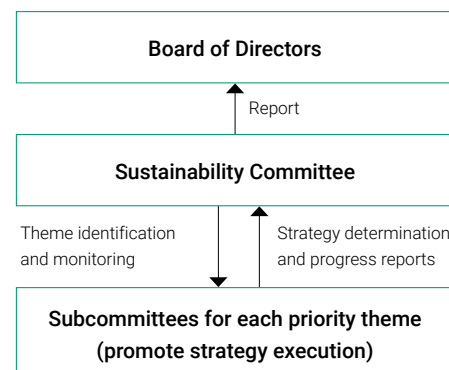 Board of Directors
Report
Sustainability Committee
Theme identification
and monitoring
Strategy determination
and progress reports
Subcommittees for each priority theme
(promote strategy execution)